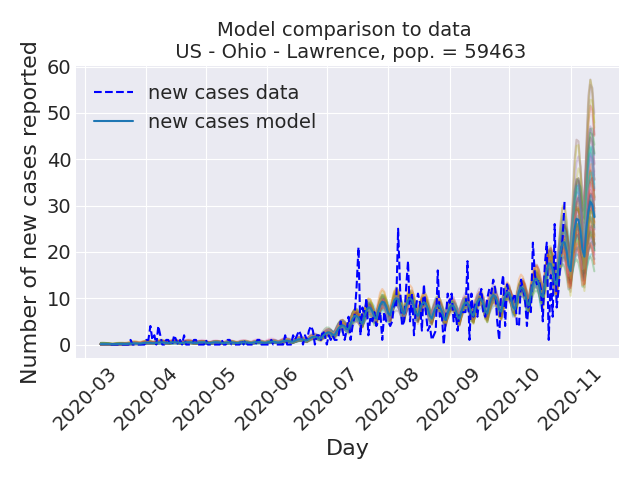 Model comparison to data
US - Ohio - Lawrence, pop. = 59463
Number of new cases reported
60
50
40
30
20
10
0
new cases data
new cases model
2020-03
2020-04
2020-05
2020-06
2020-07
2020-08
2020-09
2020-10
2020-11
Day